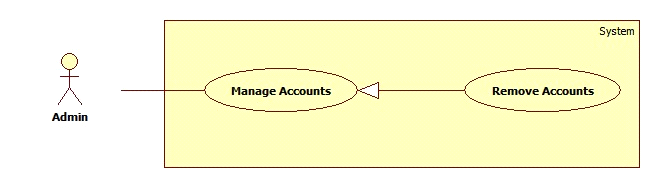 System
Manage Accounts
Remove Accounts
Admin